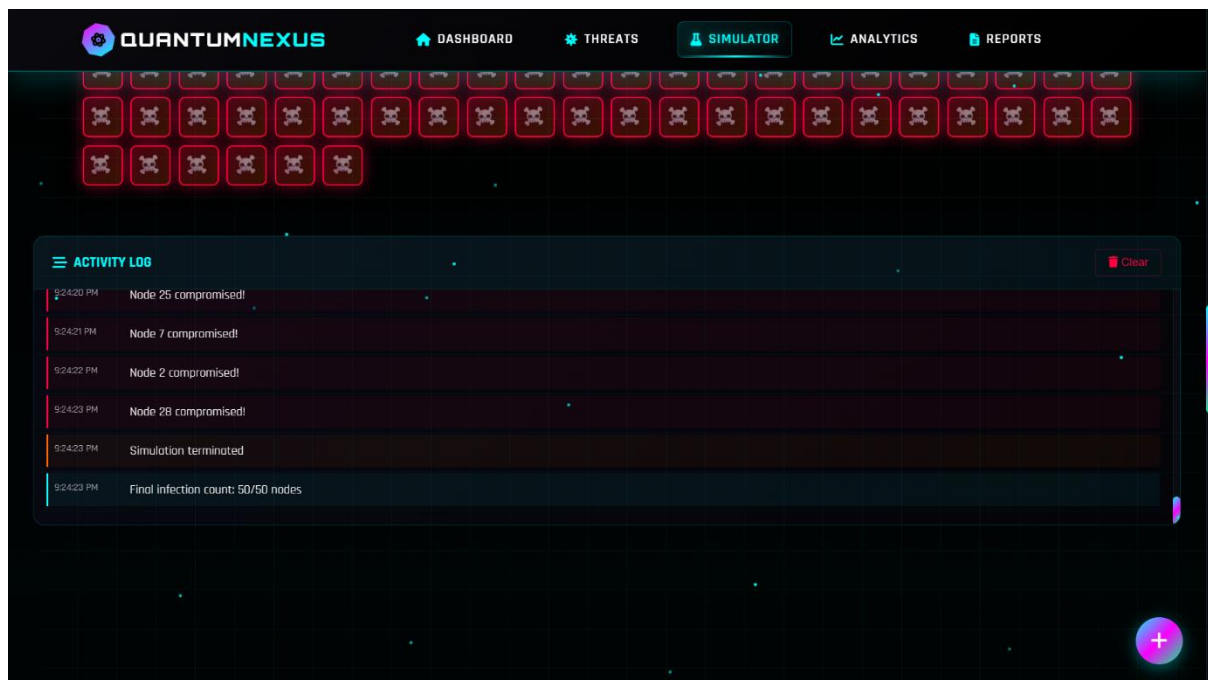 QUANTUMNEXUS
DASHBOARD
THREATS
SIMULATOR
ANALYTICS
REPORTS
ACTIVITY LOG
Clear
9:24:20 PM Node 25 compromised!
9:24:21 PM Node 7 compromised!
9:24:22 PM Node 2 compromised!
9:24:23 PM Node 28 compromised!
9:24:23 PM Simulation terminated
9:24:23 PM Final infection count: 50/50 nodes
+